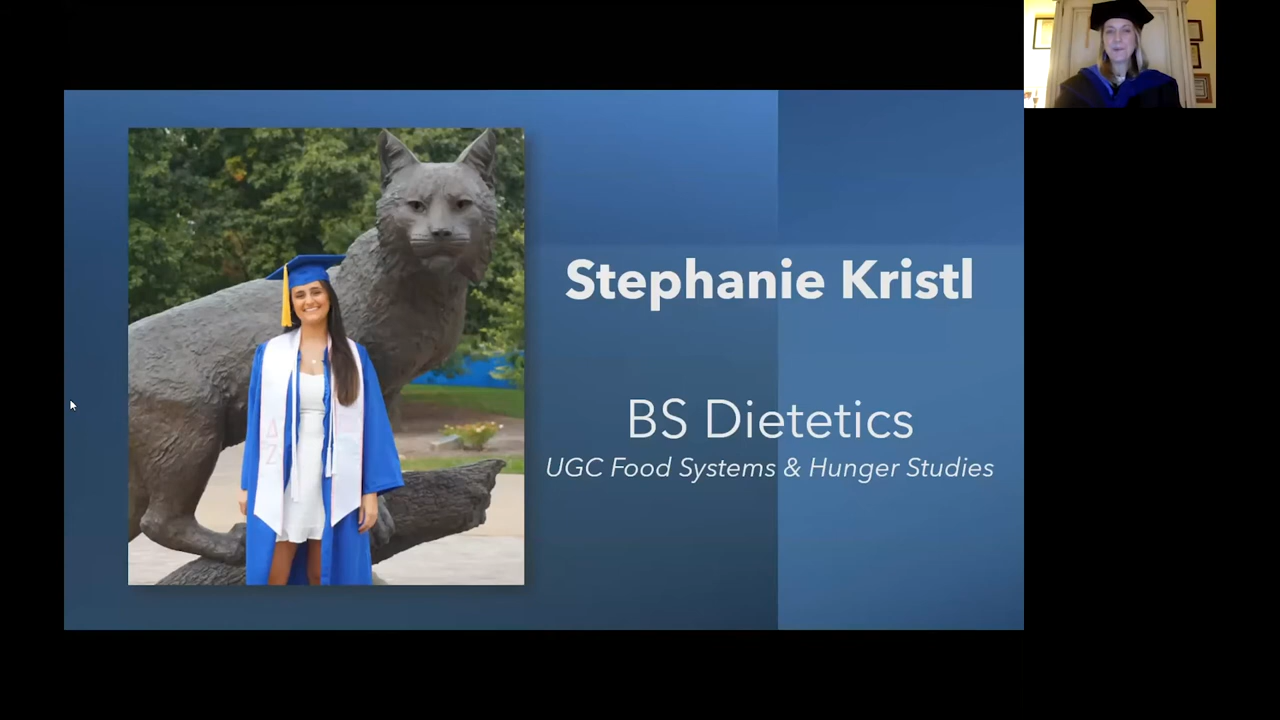 Stephanie Kristl
BS Dietetics
UGC Food Systems & Hunger Studies
Δ
Z